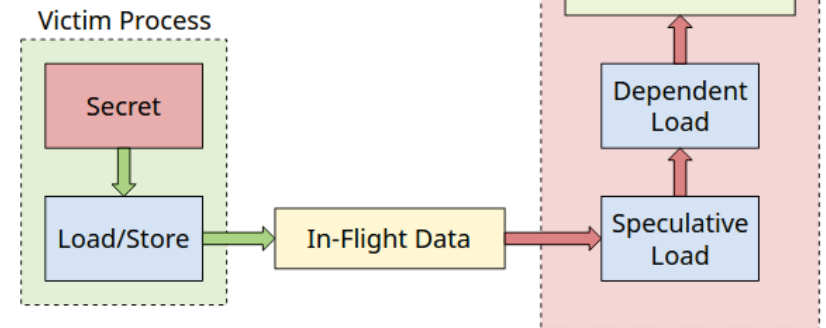 Victim Process
Secret
Load/Store
In-Flight Data
Dependent
Load
Speculative
Load